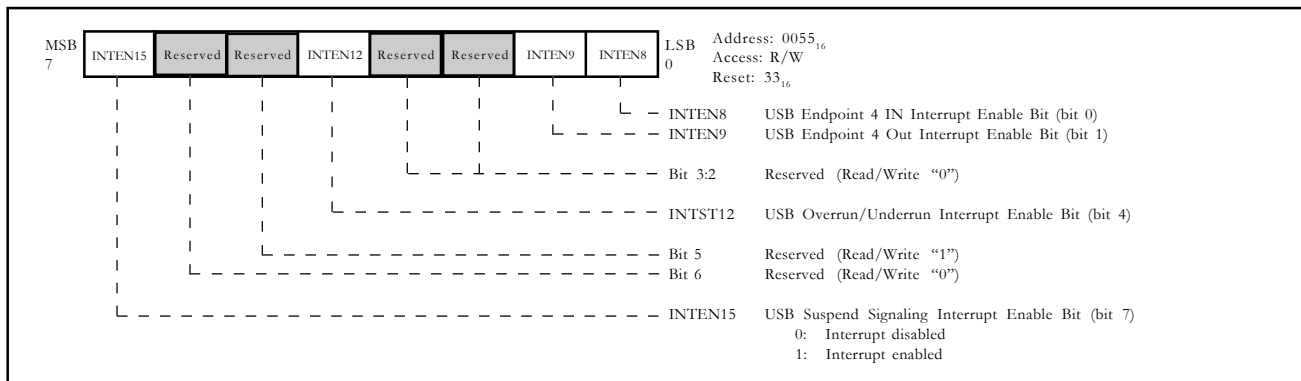 MSB 7 INTEN15 Reserved Reserved INTEN12 Reserved Reserved INTEN9 INTEN8 LSB 0
Address: 0055₁₆
Access: R/W
Reset: 33₁₆
INTEN8 USB Endpoint 4 IN Interrupt Enable Bit (bit 0)
INTEN9 USB Endpoint 4 Out Interrupt Enable Bit (bit 1)
Bit 3:2 Reserved (Read/Write “0”)
INTST12 USB Overrun/Underrun Interrupt Enable Bit (bit 4)
Bit 5 Reserved (Read/Write “1”)
Bit 6 Reserved (Read/Write “0”)
INTEN15 USB Suspend Signaling Interrupt Enable Bit (bit 7)
0: Interrupt disabled
1: Interrupt enabled